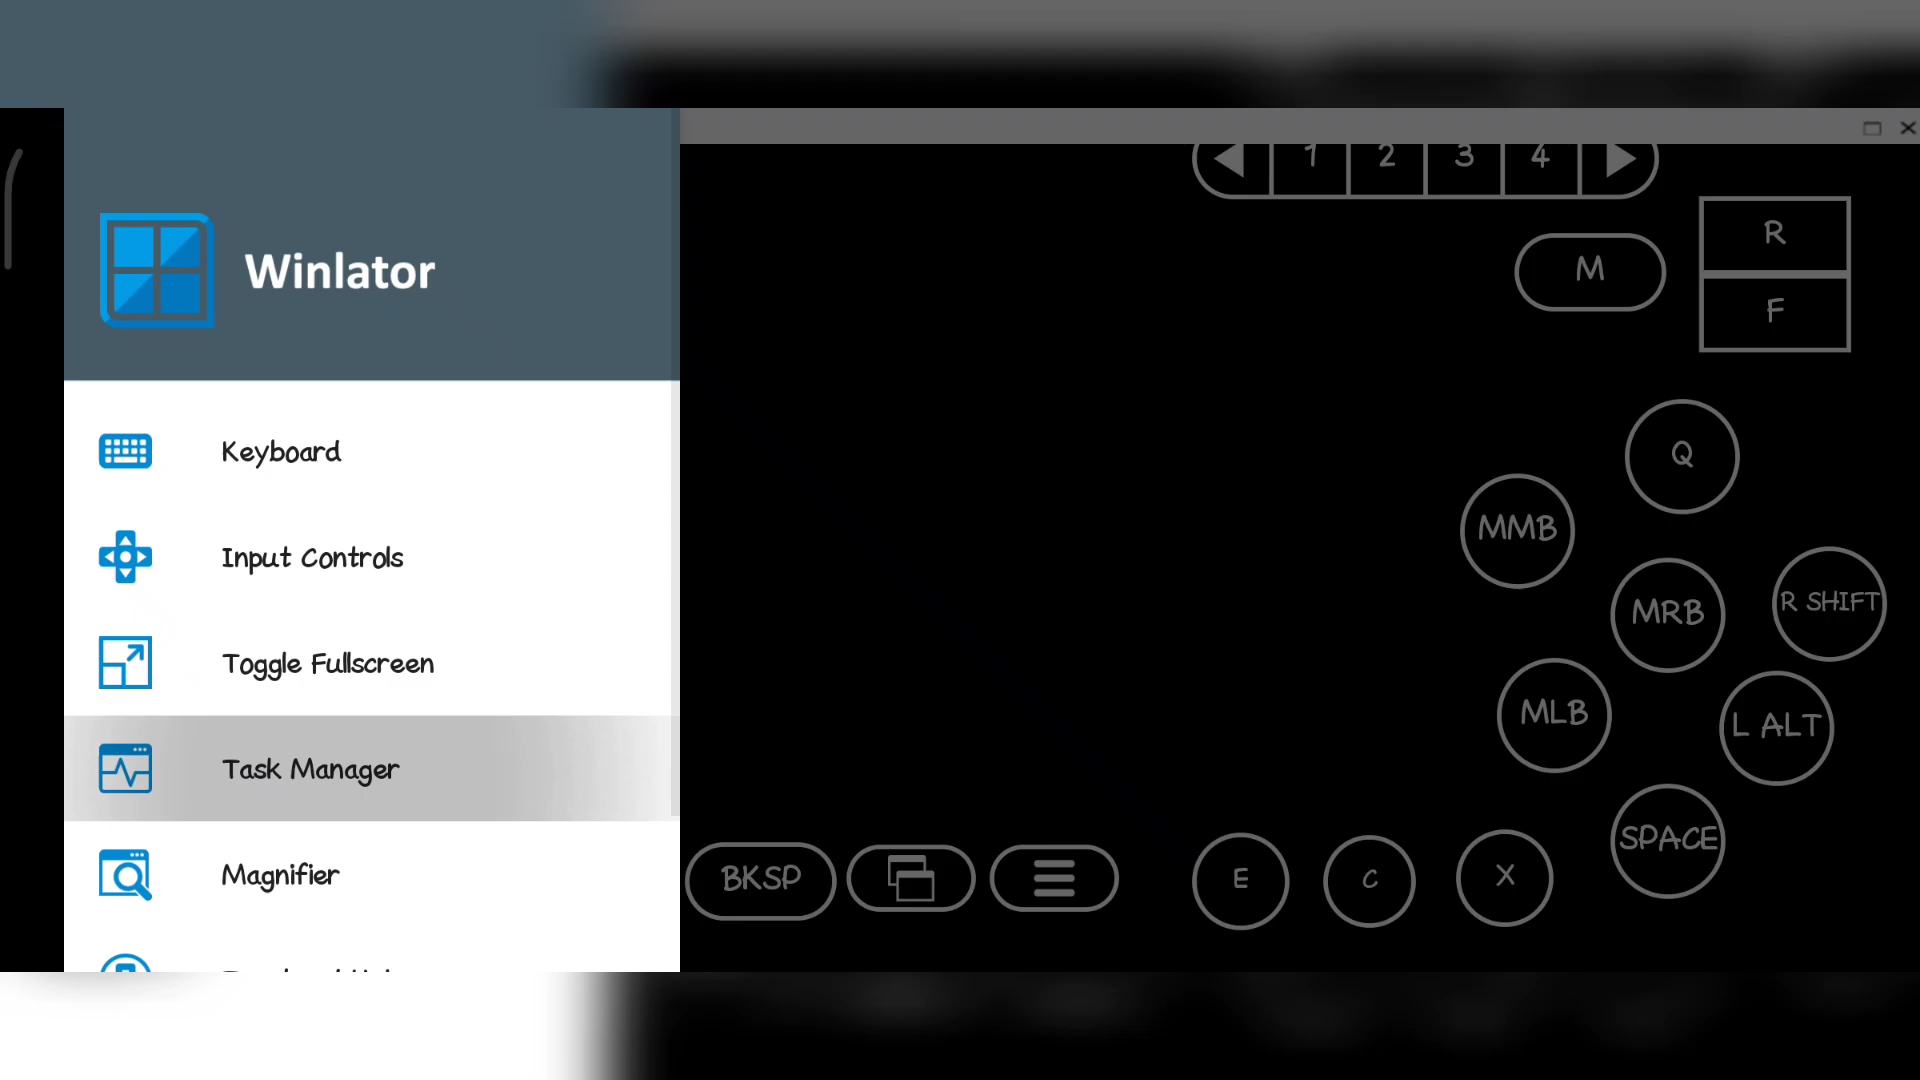 Winlator
Keyboard
Input Controls
Toggle Fullscreen
Task Manager
Magnifier
1 2 3 4
R
M
F
Q
MMB
R SHIFT
MRB
MLB
L ALT
SPACE
BKSP
E
C
X